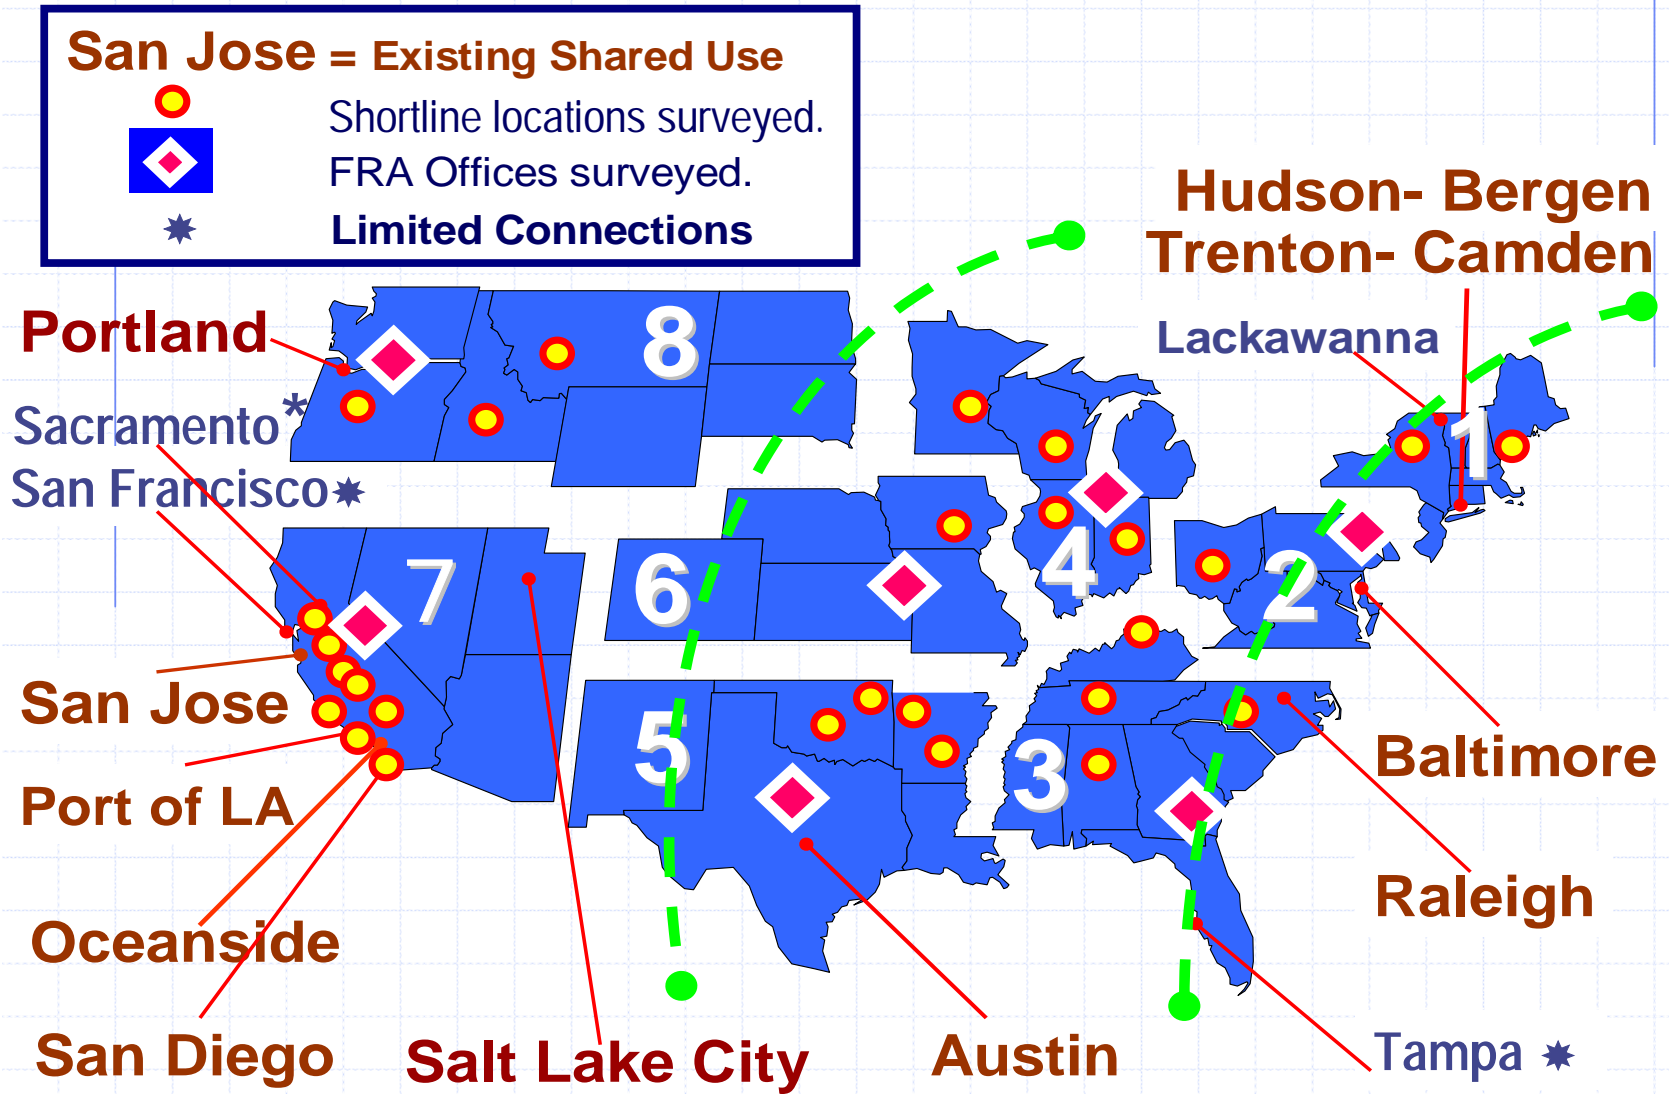 San Jose = Existing Shared Use
Shortline locations surveyed.
FRA Offices surveyed.
Limited Connections
Hudson- Bergen
Trenton- Camden
Portland
8
Lackawanna
Sacramento*
1
San Francisco
7
6
4
2
San Jose
5
3
Baltimore
Port of LA
Raleigh
Oceanside
San Diego
Salt Lake City
Austin
Tampa